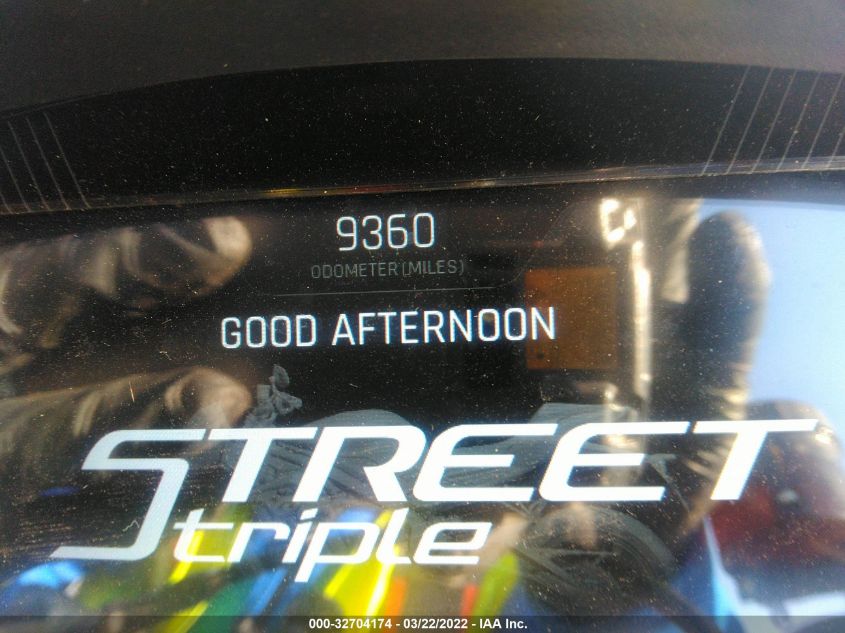 9360
ODOMETER (MILES)
GOOD AFTERNOON
STREET
triple
000-32704174 - 03/22/2022 - IAA Inc.